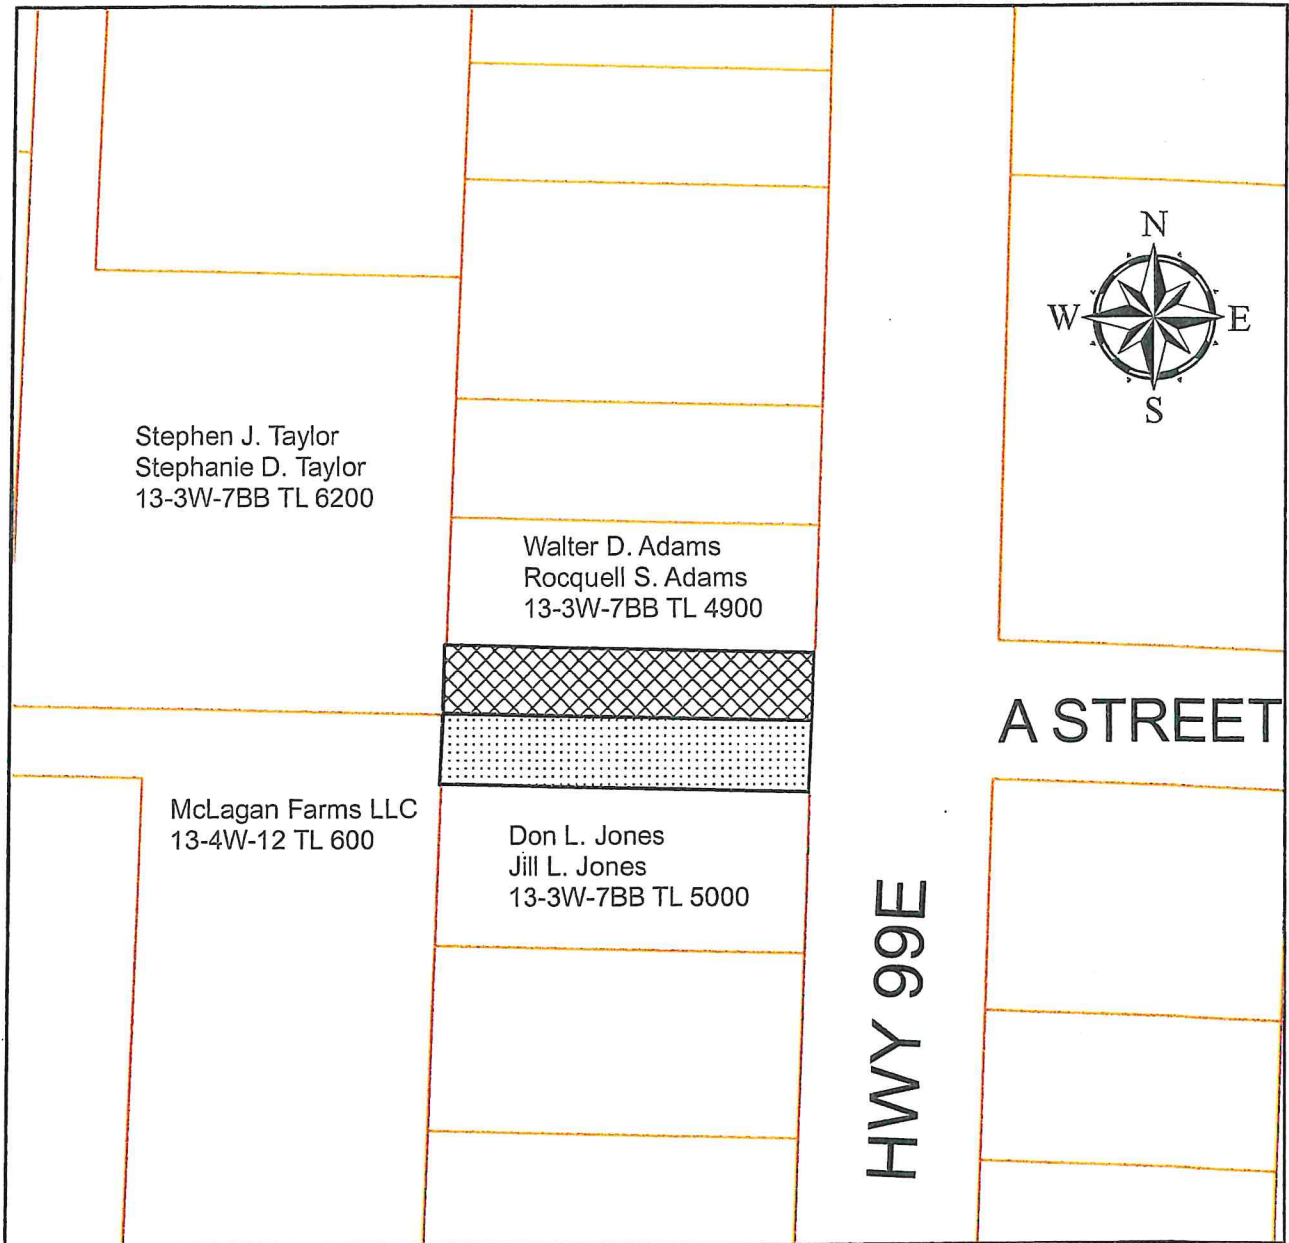 N
W
E
S
Stephen J. Taylor
Stephanie D. Taylor
13-3W-7BB TL 6200
Walter D. Adams
Rocquell S. Adams
13-3W-7BB TL 4900
A STREET
McLagan Farms LLC
13-4W-12 TL 600
Don L. Jones
Jill L. Jones
13-3W-7BB TL 5000
HWY 99E